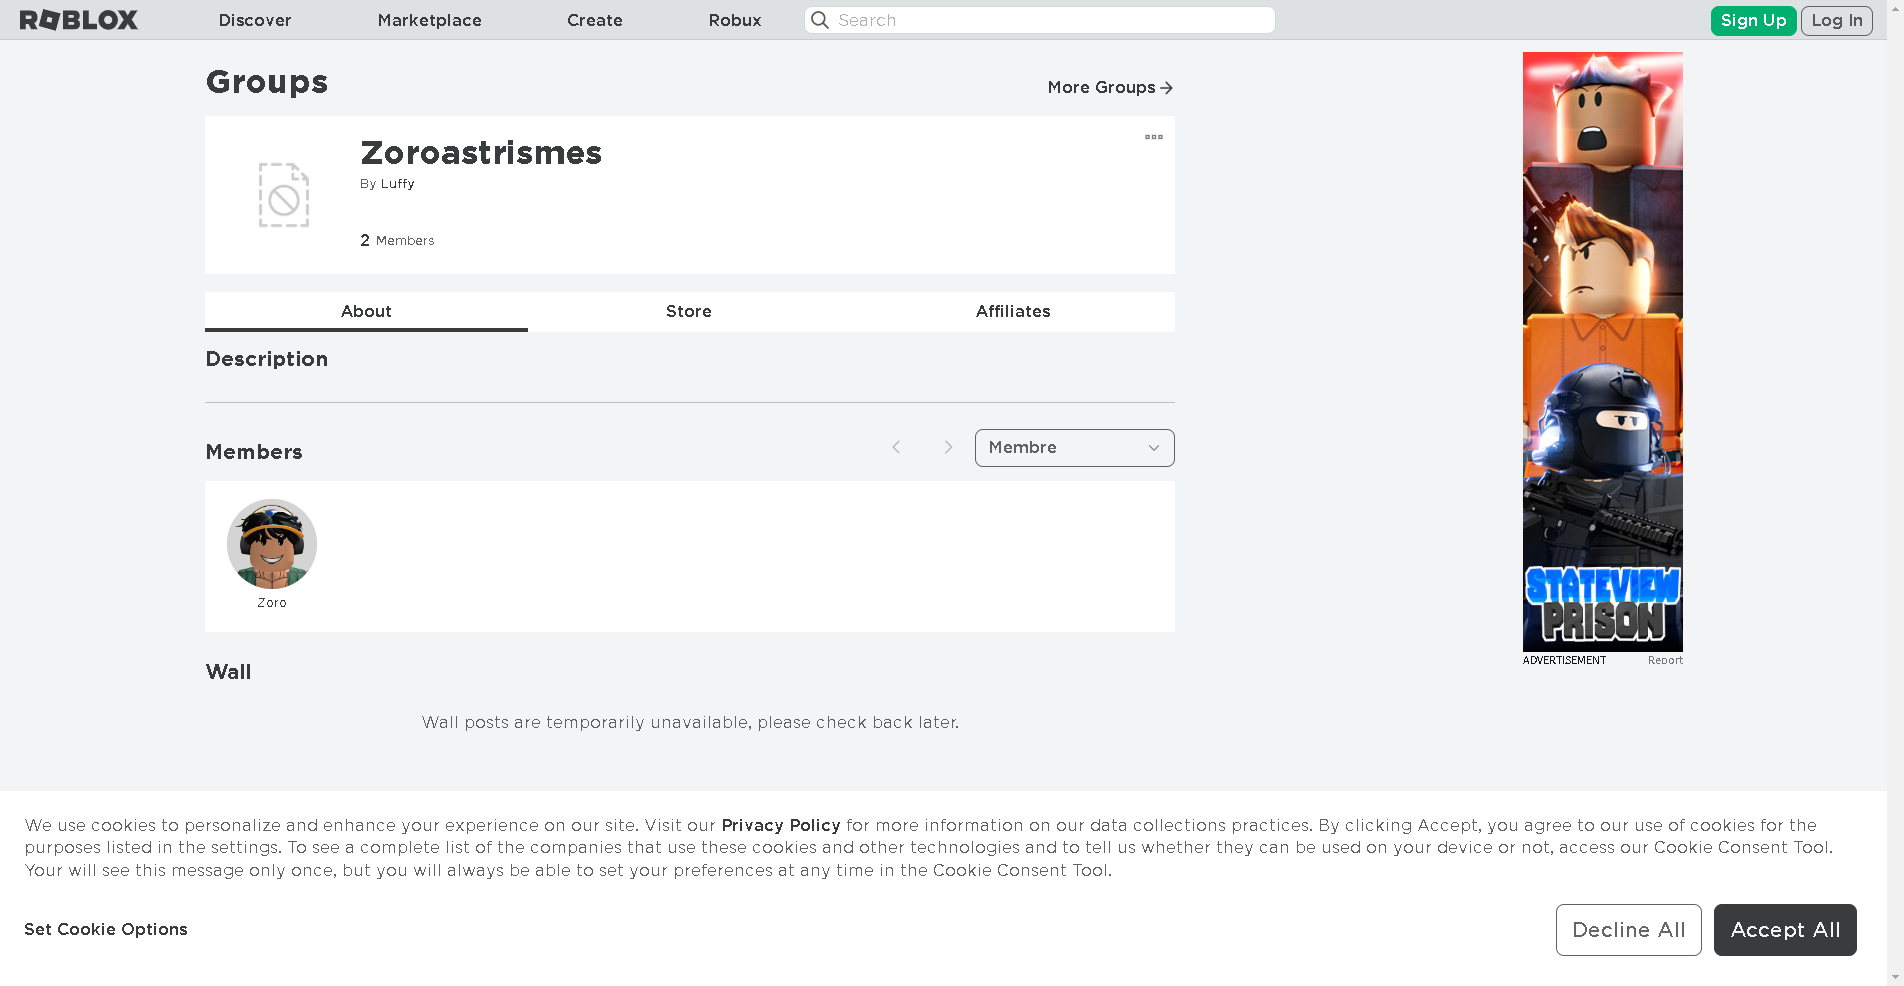 ROBLOX Discover Marketplace Create Robux Search Sign Up Log In
Groups
More Groups
Zoroastrismes
By Luffy
2 Members
About Store Affiliates
Description
Members
Membre
Zoro
Wall
Wall posts are temporarily unavailable, please check back later.
STATEVIEW
PRISON
ADVERTISEMENT Report
We use cookies to personalize and enhance your experience on our site. Visit our Privacy Policy for more information on our data collections practices. By clicking Accept, you agree to our use of cookies for the
purposes listed in the settings. To see a complete list of the companies that use these cookies and other technologies and to tell us whether they can be used on your device or not, access our Cookie Consent Tool.
Your will see this message only once, but you will always be able to set your preferences at any time in the Cookie Consent Tool.
Set Cookie Options
Decline All
Accept All